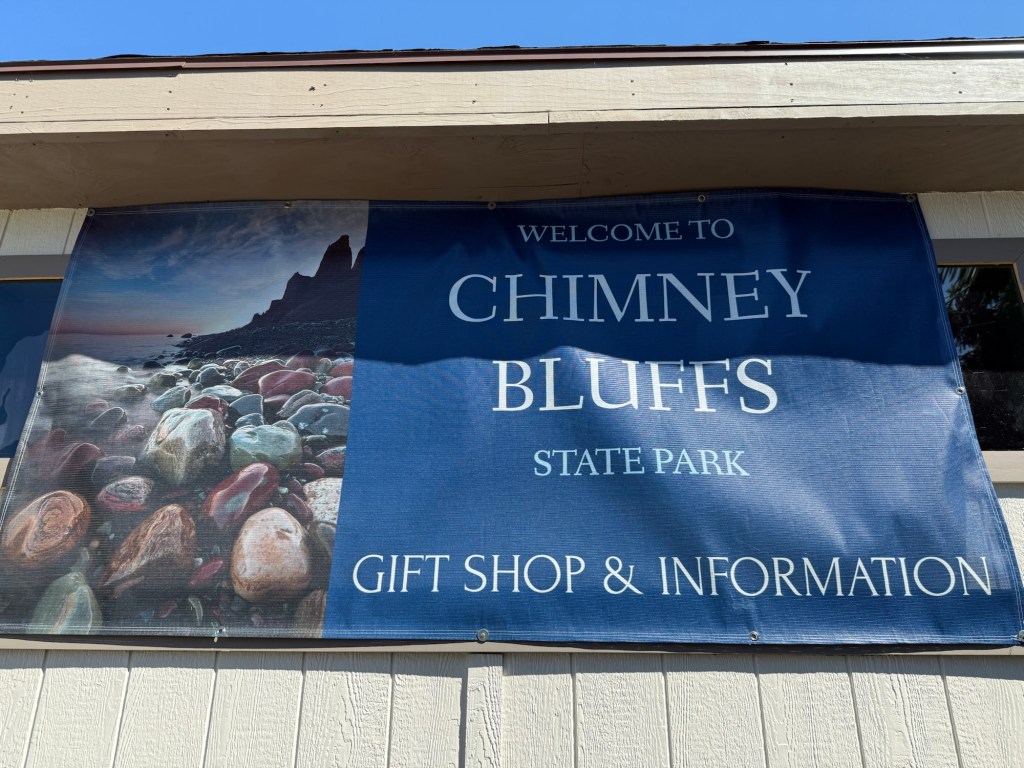 WELCOME TO
CHIMNEY
BLUFFS
STATE PARK
GIFT SHOP & INFORMATION